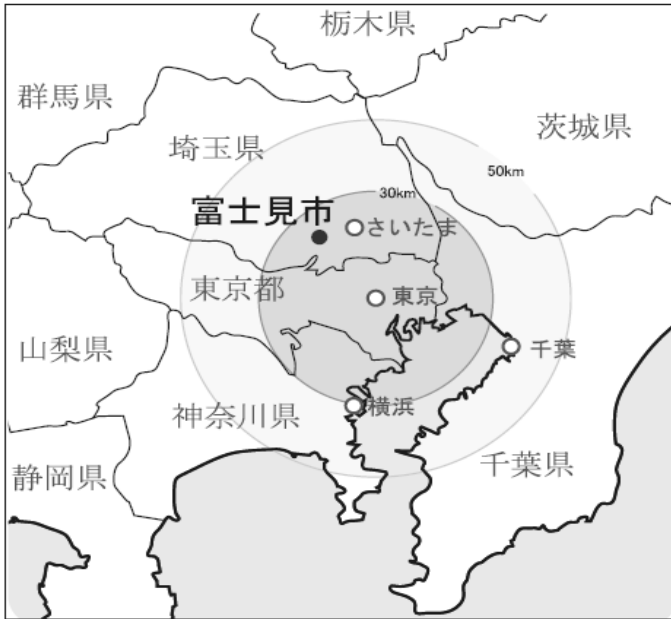 栃木県
群馬県
茨城県
埼玉県
50km
30km
富士見市
さいたま
東京都
東京
山梨県
千葉
神奈川県
横浜
千葉県
静岡県